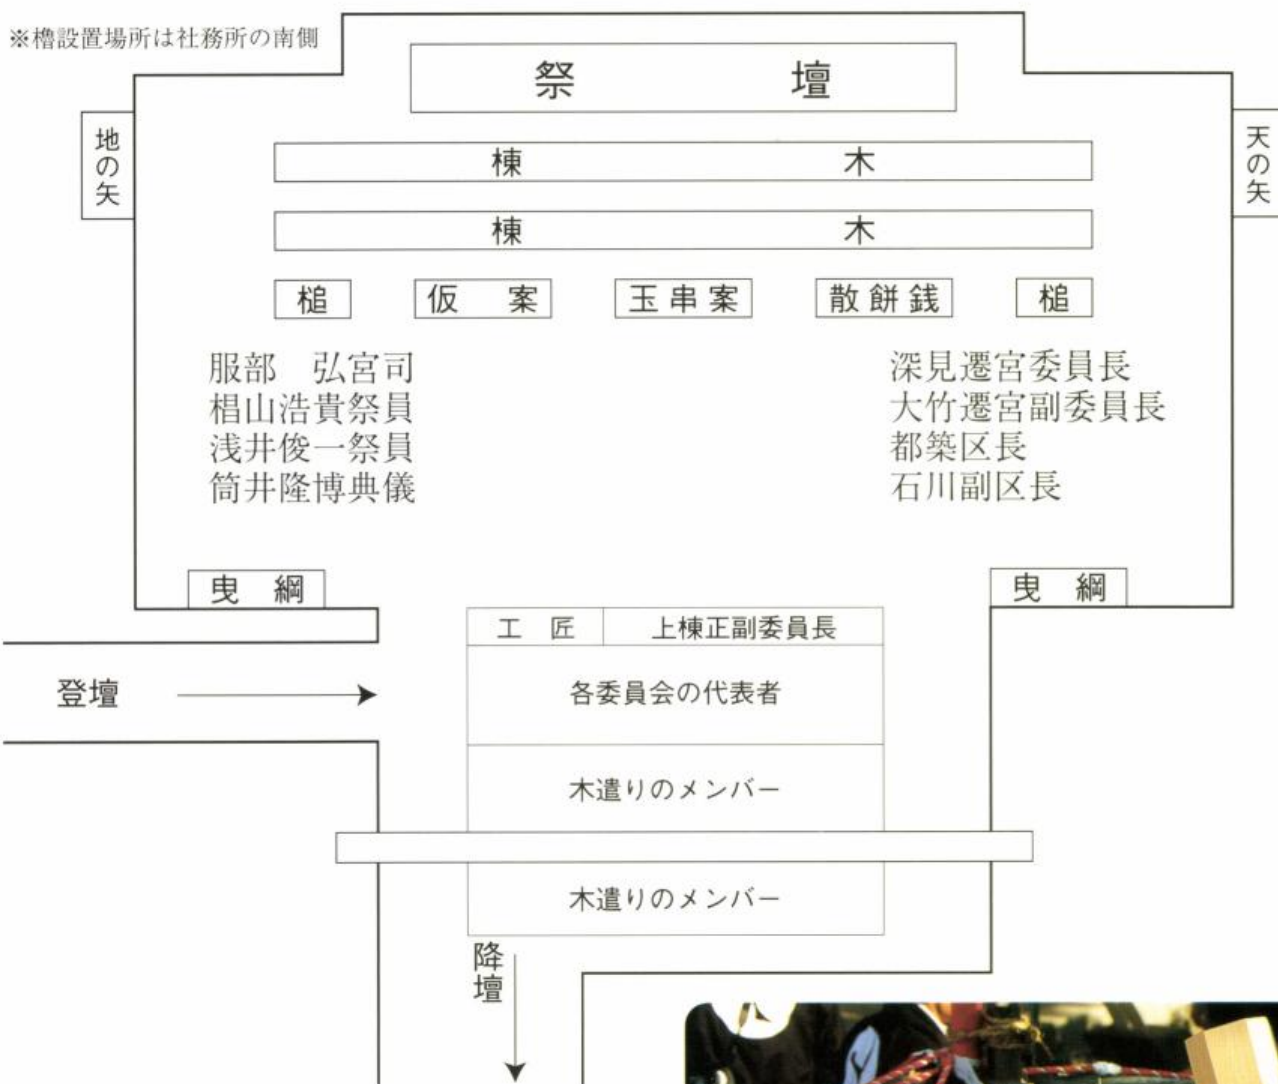 ※櫓設置場所は社務所の南側
祭 壇
地の矢
天の矢
棟 木
棟 木
槌 仮 案 玉串案 散餅銭 槌
服部 弘宮司
椙山浩貴祭員
浅井俊一祭員
筒井隆博典儀
深見遷宮委員長
大竹遷宮副委員長
都築区長
石川副区長
曳 綱
曳 綱
工 匠 上棟正副委員長
登壇
各委員会の代表者
木遣りのメンバー
木遣りのメンバー
降壇